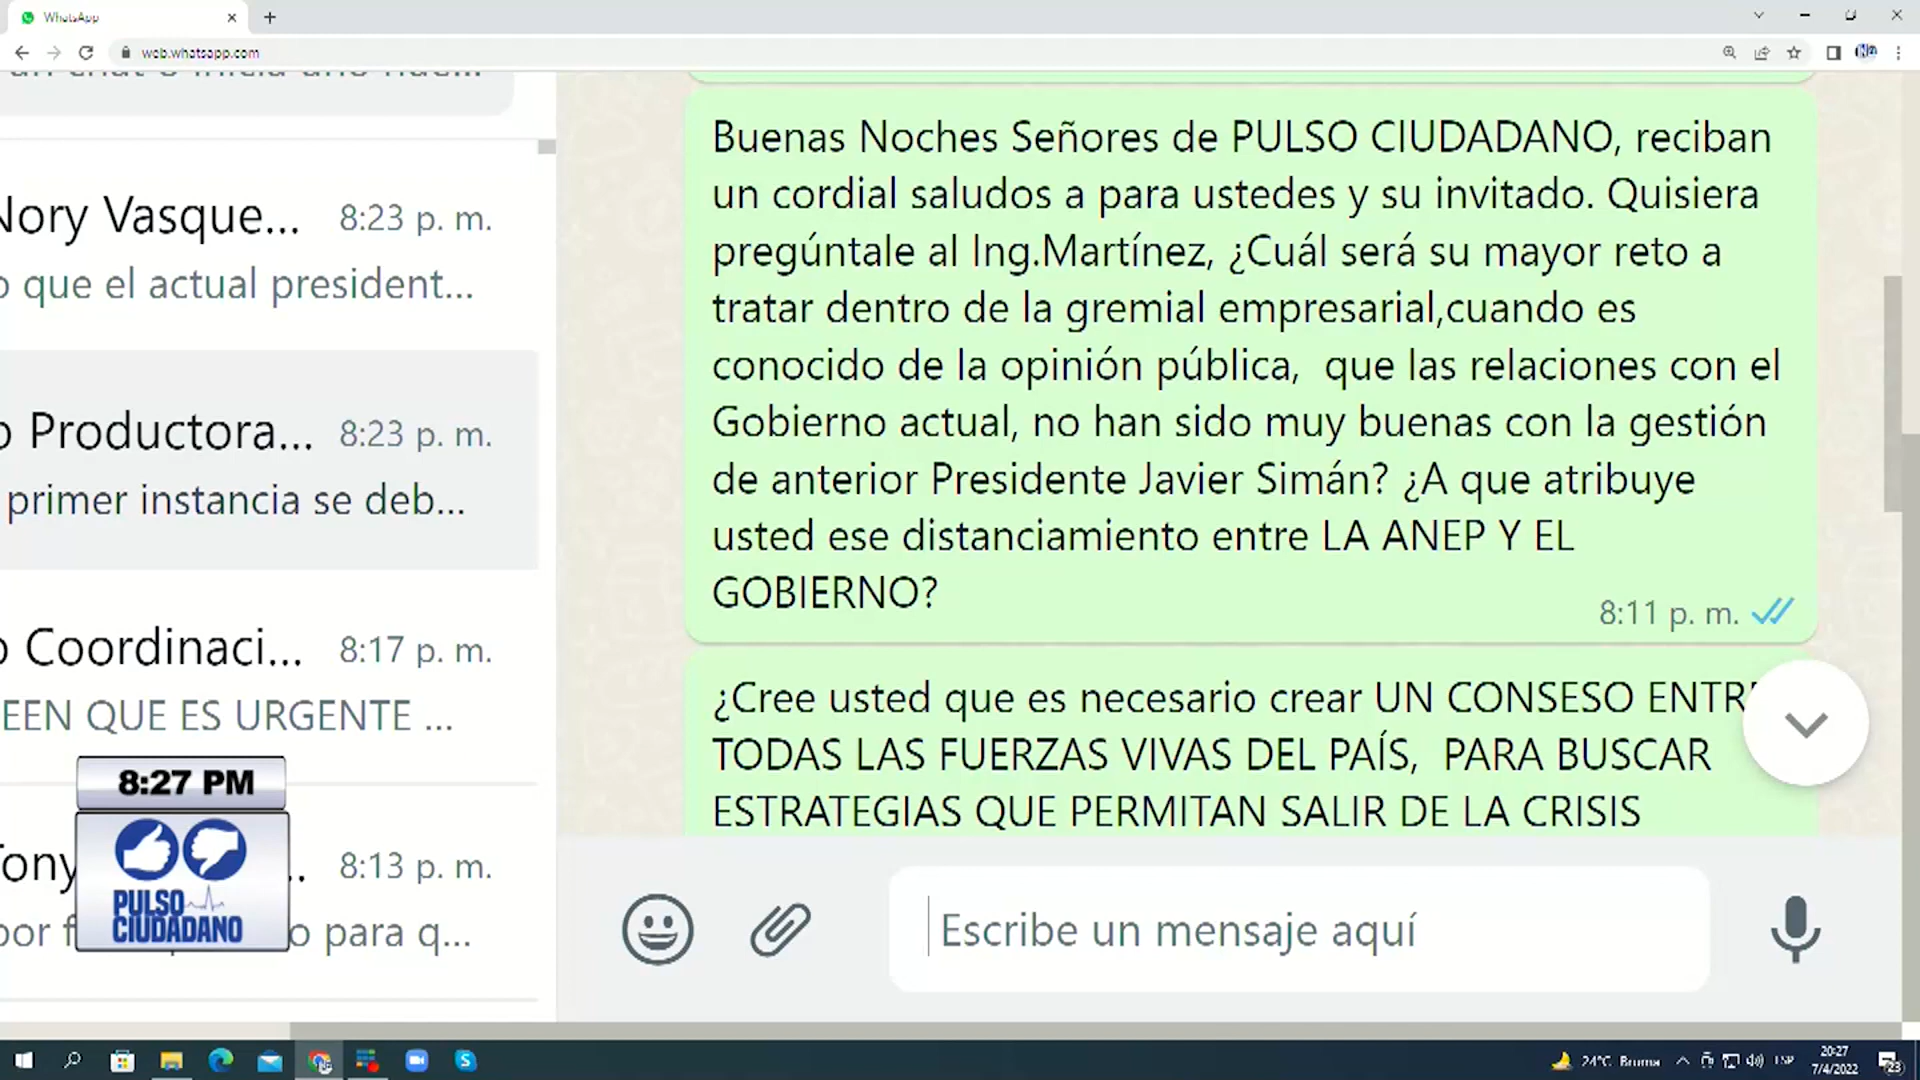 WhatsApp
web.whatsapp.com
Nory Vasque... 8:23 p. m.
o que el actual president...
o Productora... 8:23 p. m.
primer instancia se deb...
o Coordinaci... 8:17 p. m.
EEN QUE ES URGENTE ...
8:27 PM
Tony 8:13 p. m.
PULSO
CIUDADANO
por f o para q...
Buenas Noches Señores de PULSO CIUDADANO, reciban
un cordial saludos a para ustedes y su invitado. Quisiera
pregúntale al Ing.Martínez, ¿Cuál será su mayor reto a
tratar dentro de la gremial empresarial,cuando es
conocido de la opinión pública,  que las relaciones con el
Gobierno actual, no han sido muy buenas con la gestión
de anterior Presidente Javier Simán? ¿A que atribuye
usted ese distanciamiento entre LA ANEP Y EL
GOBIERNO?
8:11 p. m.
¿Cree usted que es necesario crear UN CONSESO ENTR
TODAS LAS FUERZAS VIVAS DEL PAÍS,  PARA BUSCAR
ESTRATEGIAS QUE PERMITAN SALIR DE LA CRISIS
Escribe un mensaje aquí
24°C Bruma
ESP
20:27
7/4/2022
23